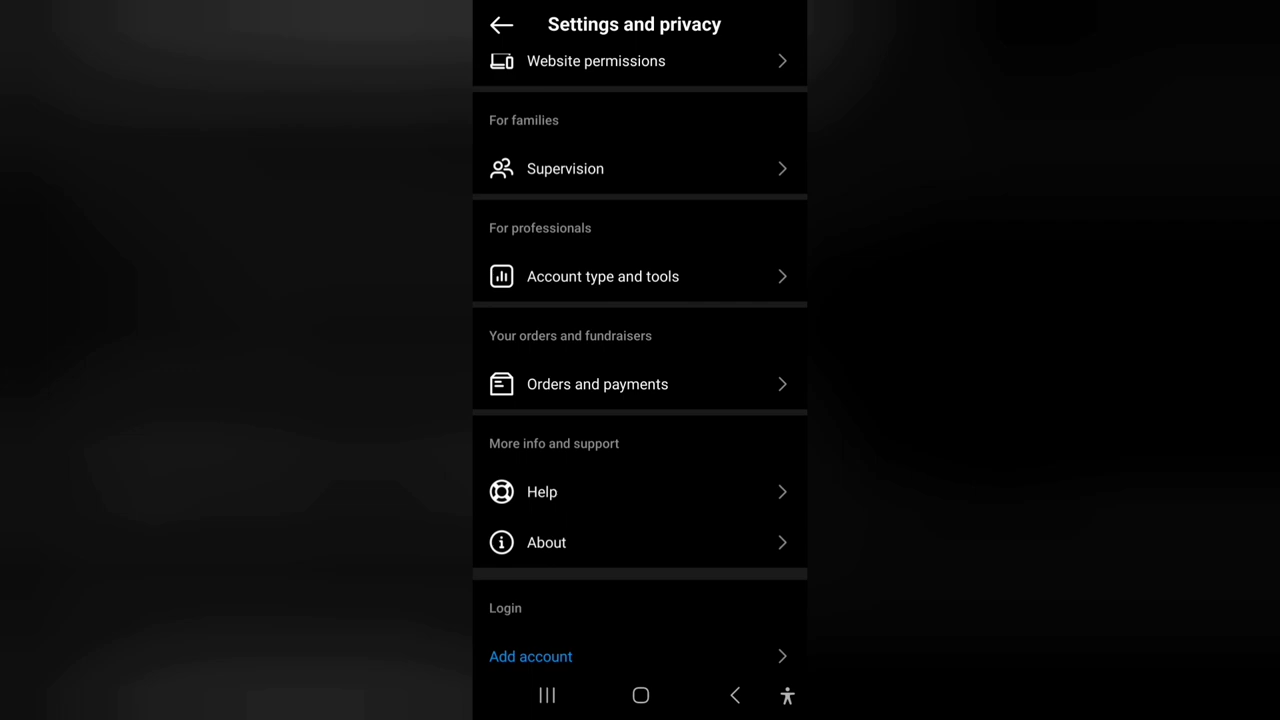 Settings and privacy
Website permissions
For families
Supervision
For professionals
Account type and tools
Your orders and fundraisers
Orders and payments
More info and support
Help
About
Login
Add account